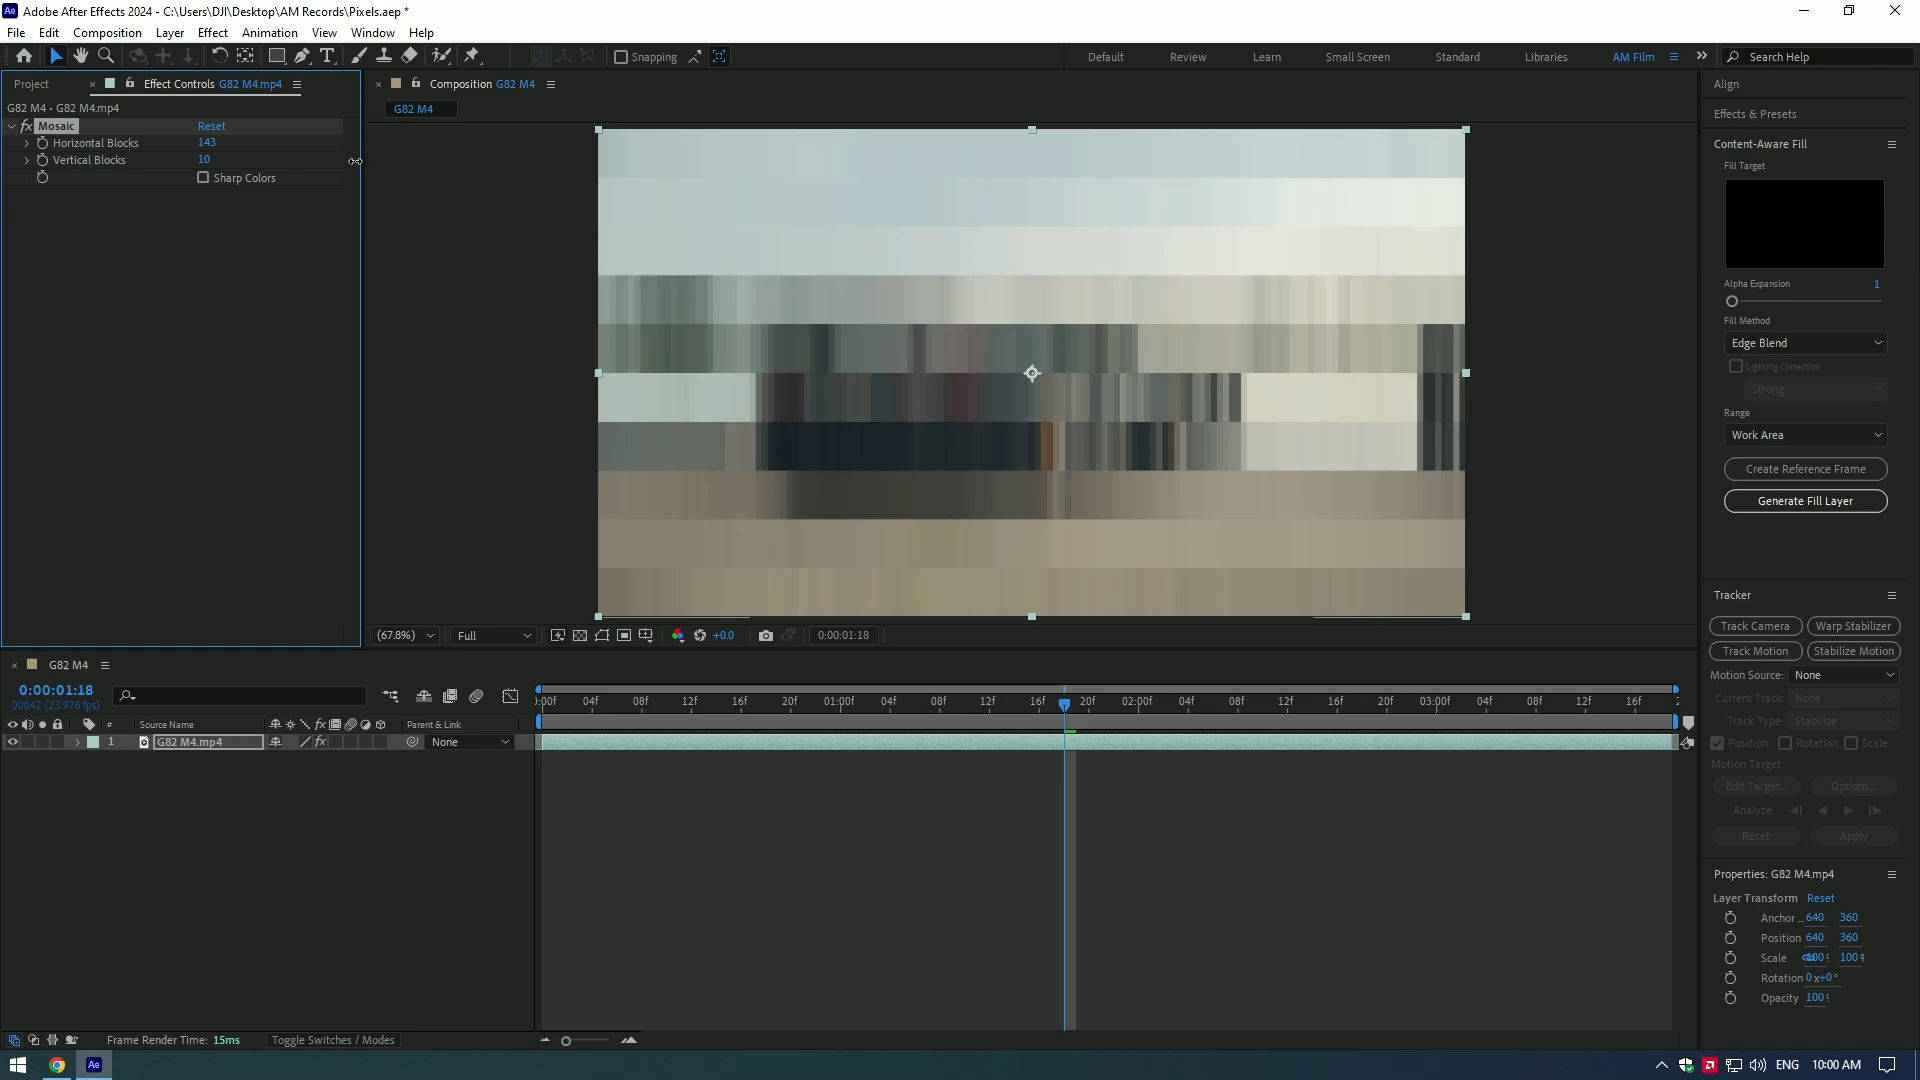 Adobe After Effects 2024 - C:\Users\DJI\Desktop\AM Records\Pixels.aep *
File Edit Composition Layer Effect Animation View Window Help
Snapping Default Review Learn Small Screen Standard Libraries AM Film Search Help
Project Effect Controls G82 M4.mp4
Composition G82 M4
G82 M4 • G82 M4.mp4
G82 M4
fx Mosaic Reset
Horizontal Blocks 143
Vertical Blocks 10
Sharp Colors
Align
Effects & Presets
Content-Aware Fill
Fill Target
Alpha Expansion 1
Fill Method
Edge Blend
Lighting Correction
Strong
Range
Work Area
Create Reference Frame
Generate Fill Layer
(67.8%) Full +0.0 0:00:01:18
Tracker
Track Camera Warp Stabilizer
Track Motion Stabilize Motion
Motion Source: None
Current Track: None
Track Type: Stabilize
Position Rotation Scale
Motion Target:
Edit Target... Options...
Analyze:
Reset Apply
Properties: G82 M4.mp4
Layer Transform Reset
Anchor ... 640 360
Position 640 360
Scale 100 100
Rotation 0x+0°
Opacity 100
G82 M4
0:00:01:18
00042 (23.976 fps)
:00f 04f 08f 12f 16f 20f 01:00f 04f 08f 12f 16f 20f 02:00f 04f 08f 12f 16f 20f 03:00f 04f 08f 12f 16f
# Source Name fx Parent & Link
1 G82 M4.mp4 fx None
Frame Render Time: 15ms Toggle Switches / Modes
Ae ENG 10:00 AM